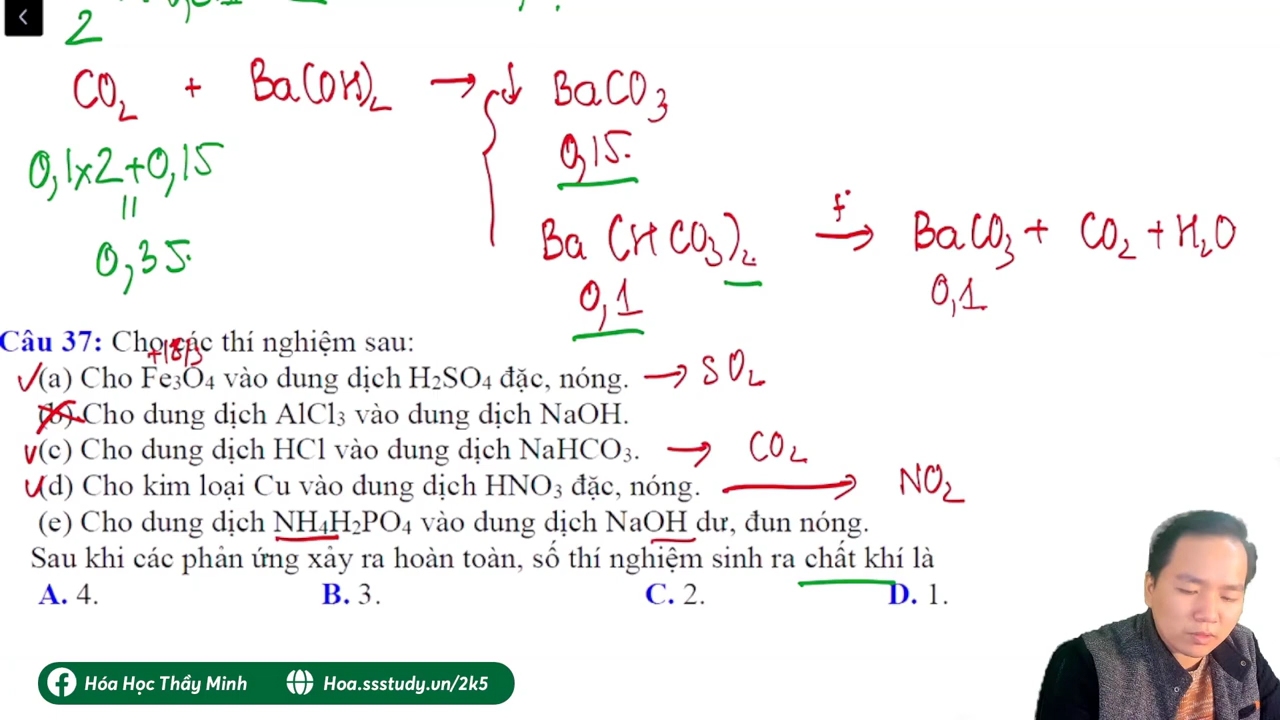 2
CO2 + Ba(OH)2 → ↓ BaCO3
0,1x2+0,15
0,15.
=
0,35.
Ba(HCO3)2 → BaCO3 + CO2 + H2O
0,1
0,1
Câu 37: Cho các thí nghiệm sau:
+18/3
(a) Cho Fe3O4 vào dung dịch H2SO4 đặc, nóng. → SO2
(b) Cho dung dịch AlCl3 vào dung dịch NaOH.
(c) Cho dung dịch HCl vào dung dịch NaHCO3. → CO2
(d) Cho kim loại Cu vào dung dịch HNO3 đặc, nóng. → NO2
(e) Cho dung dịch NH4H2PO4 vào dung dịch NaOH dư, đun nóng.
Sau khi các phản ứng xảy ra hoàn toàn, số thí nghiệm sinh ra chất khí là
A. 4. B. 3. C. 2. D. 1.
Hóa Học Thầy Minh Hoa.ssstudy.vn/2k5